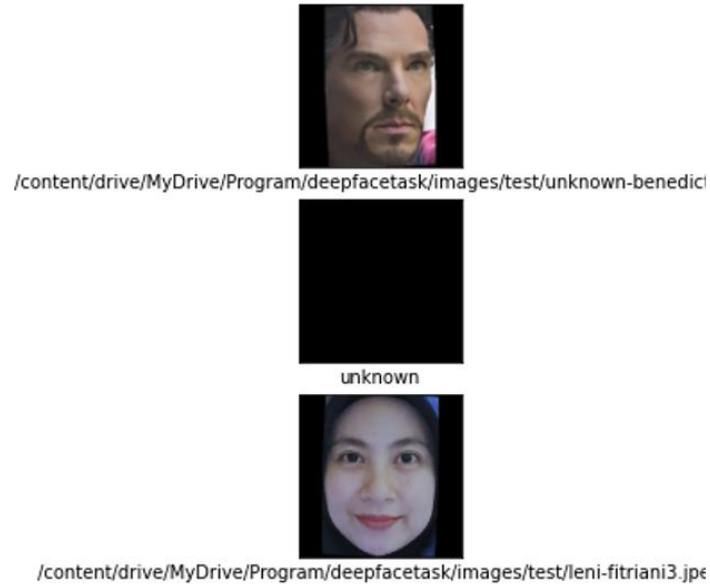 /content/drive/MyDrive/Program/deepfacetask/images/test/unknown-benedict
unknown
/content/drive/MyDrive/Program/deepfacetask/images/test/leni-fitriani3.jpe